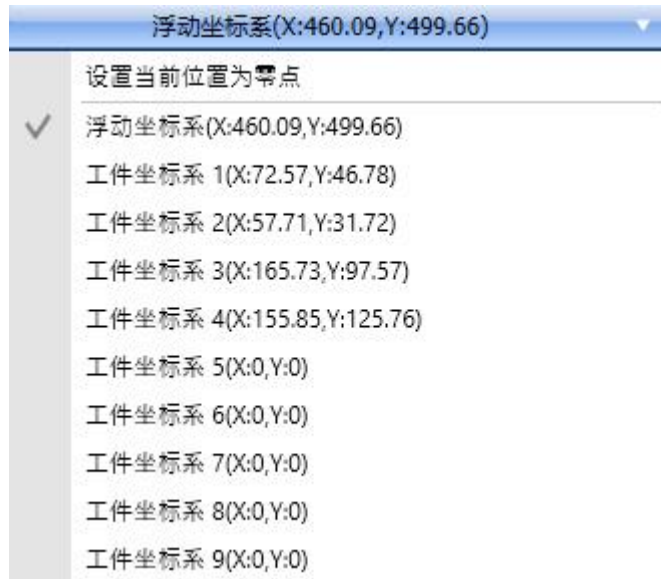 浮动坐标系(X:460.09,Y:499.66)
设置当前位置为零点
浮动坐标系(X:460.09,Y:499.66)
工件坐标系 1(X:72.57,Y:46.78)
工件坐标系 2(X:57.71,Y:31.72)
工件坐标系 3(X:165.73,Y:97.57)
工件坐标系 4(X:155.85,Y:125.76)
工件坐标系 5(X:0,Y:0)
工件坐标系 6(X:0,Y:0)
工件坐标系 7(X:0,Y:0)
工件坐标系 8(X:0,Y:0)
工件坐标系 9(X:0,Y:0)